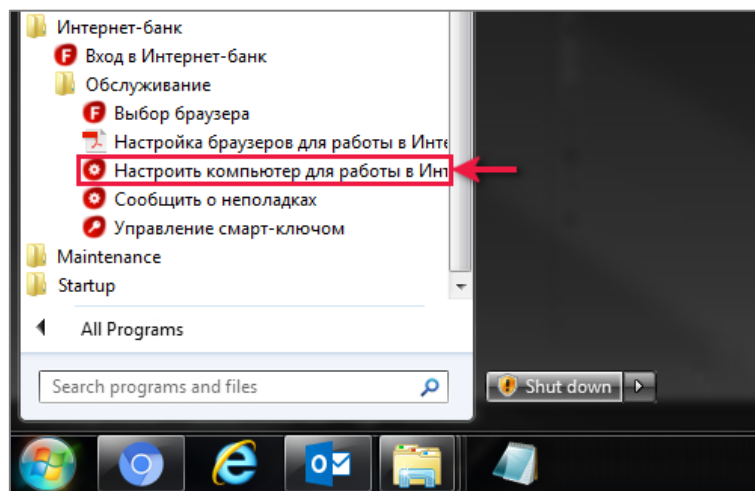 Интернет-банк
Вход в Интернет-банк
Обслуживание
Выбор браузера
Настройка браузеров для работы в Инте
Настроить компьютер для работы в Инт
Сообщить о неполадках
Управление смарт-ключом
Maintenance
Startup
All Programs
Search programs and files
Shut down